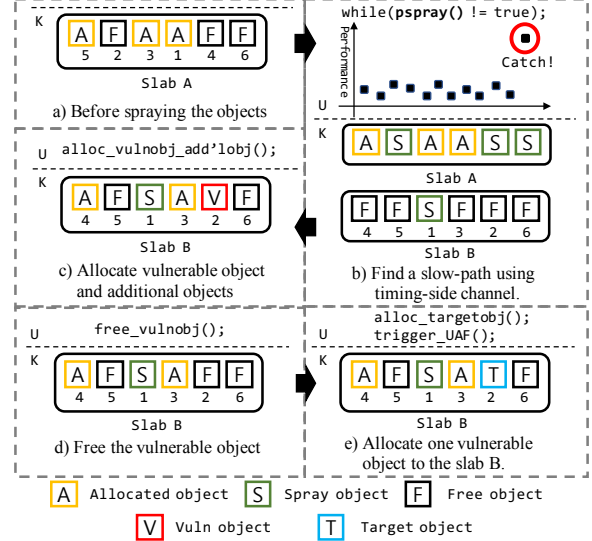 K
A F A A F F
5 2 3 1 4 6
Slab A
a) Before spraying the objects
while(pspray() != true);
Performance
Catch!
U
K
A S A A S S
Slab A
F F S F F F
4 5 1 3 2 6
Slab B
b) Find a slow-path using
timing-side channel.
U alloc_vulnobj_add'lobj();
K
A F S A V F
4 5 1 3 2 6
Slab B
c) Allocate vulnerable object
and additional objects
U free_vulnobj();
K
A F S A F F
4 5 1 3 2 6
Slab B
d) Free the vulnerable object
alloc_targetobj();
U trigger_UAF();
K
A F S A T F
4 5 1 3 2 6
Slab B
e) Allocate one vulnerable
object to the slab B.
A Allocated object S Spray object F Free object
V Vuln object T Target object